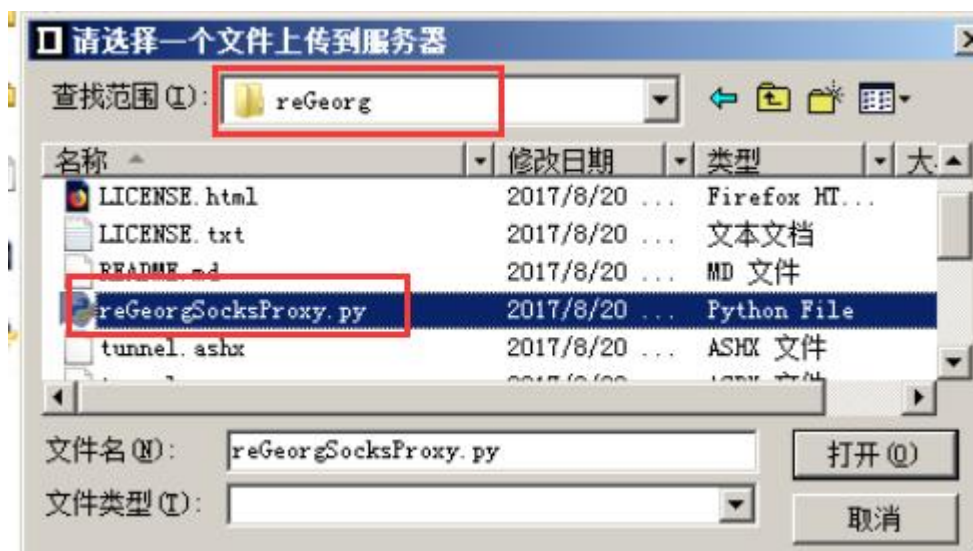 请选择一个文件上传到服务器
查找范围(I): reGeorg
名称 修改日期 类型 大
LICENSE.html 2017/8/20 ... Firefox HT...
LICENSE.txt 2017/8/20 ... 文本文档
README.md 2017/8/20 ... MD 文件
reGeorgSocksProxy.py 2017/8/20 ... Python File
tunnel.ashx 2017/8/20 ... ASHX 文件
文件名(N): reGeorgSocksProxy.py 打开(O)
文件类型(T): 取消